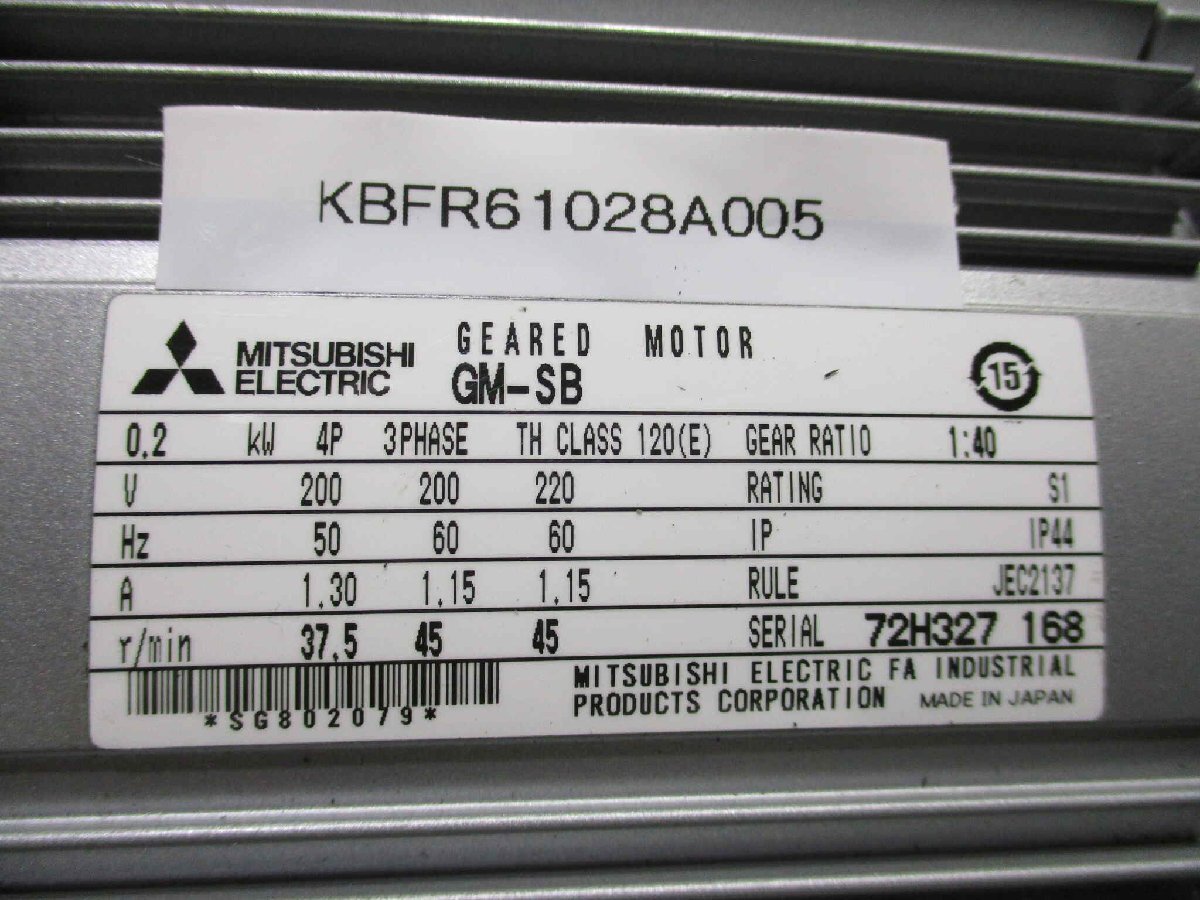 KBFR61028A005
MITSUBISHI ELECTRIC
GEARED MOTOR
GM-SB
15
0.2 kW 4P 3PHASE TH CLASS 120(E) GEAR RATIO 1:40
V 200 200 220 RATING S1
Hz 50 60 60 IP IP44
A 1.30 1.15 1.15 RULE JEC2137
r/min 37.5 45 45 SERIAL 72H327 168
*SG802079*
MITSUBISHI ELECTRIC FA INDUSTRIAL
PRODUCTS CORPORATION MADE IN JAPAN